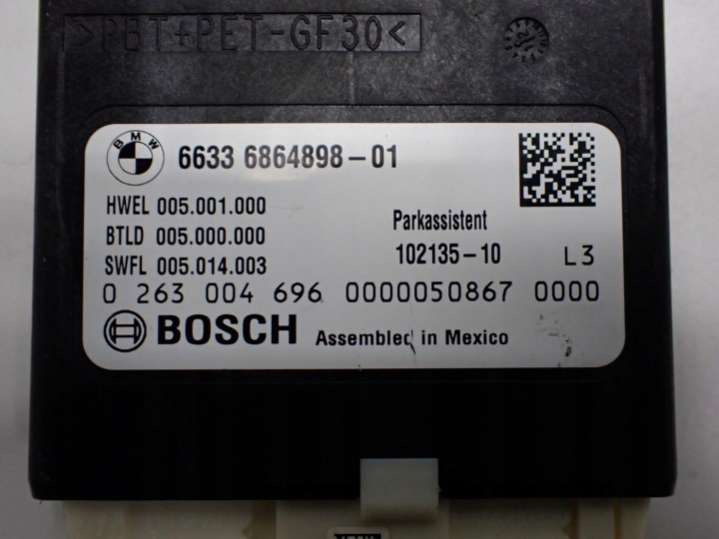 >PBT+PET-GF30<
BMW
6633 6864898-01
HWEL 005.001.000
BTLD 005.000.000
SWFL 005.014.003
Parkassistent
102135-10
L3
0 263 004 696 0000050867 0000
BOSCH Assembled in Mexico